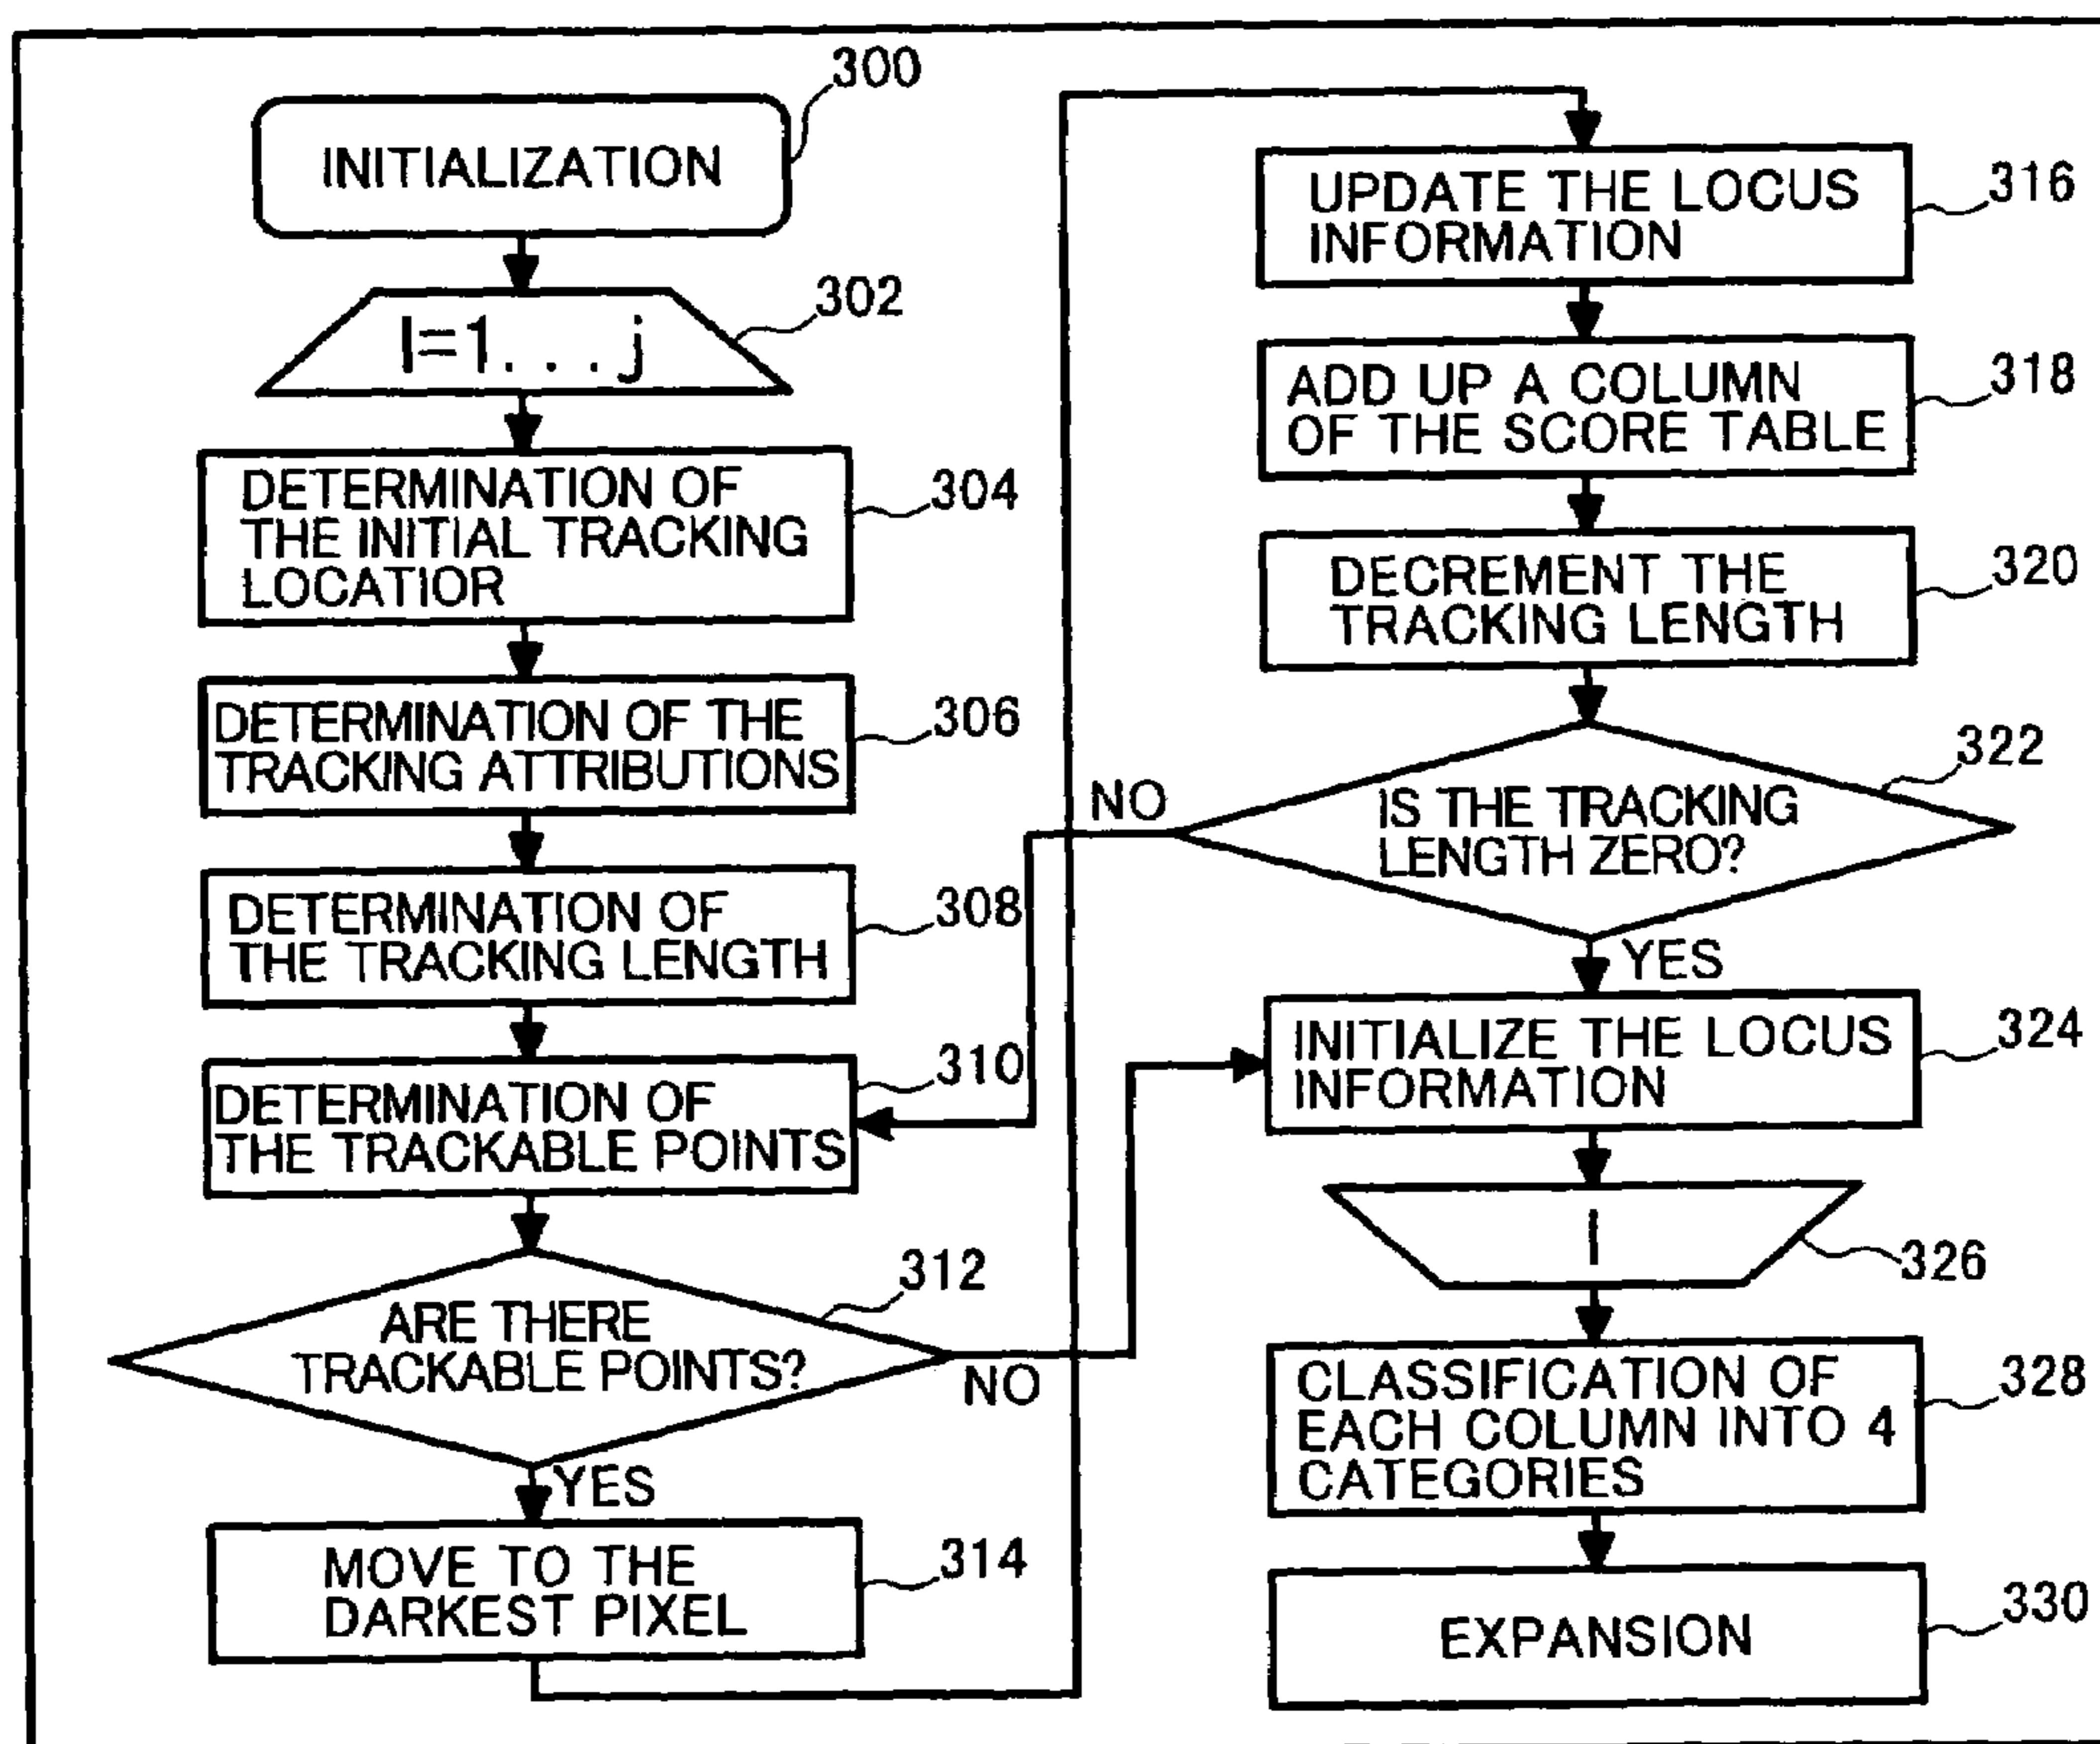 INITIALIZATION
300
I=1...j
302
DETERMINATION OF
THE INITIAL TRACKING
LOCATIOR
304
DETERMINATION OF THE
TRACKING ATTRIBUTIONS
306
DETERMINATION OF
THE TRACKING LENGTH
308
DETERMINATION OF
THE TRACKABLE POINTS
310
ARE THERE
TRACKABLE POINTS?
312
NO
YES
MOVE TO THE
DARKEST PIXEL
314
UPDATE THE LOCUS
INFORMATION
316
ADD UP A COLUMN
OF THE SCORE TABLE
318
DECREMENT THE
TRACKING LENGTH
320
IS THE TRACKING
LENGTH ZERO?
322
NO
YES
INITIALIZE THE LOCUS
INFORMATION
324
I
326
CLASSIFICATION OF
EACH COLUMN INTO 4
CATEGORIES
328
EXPANSION
330